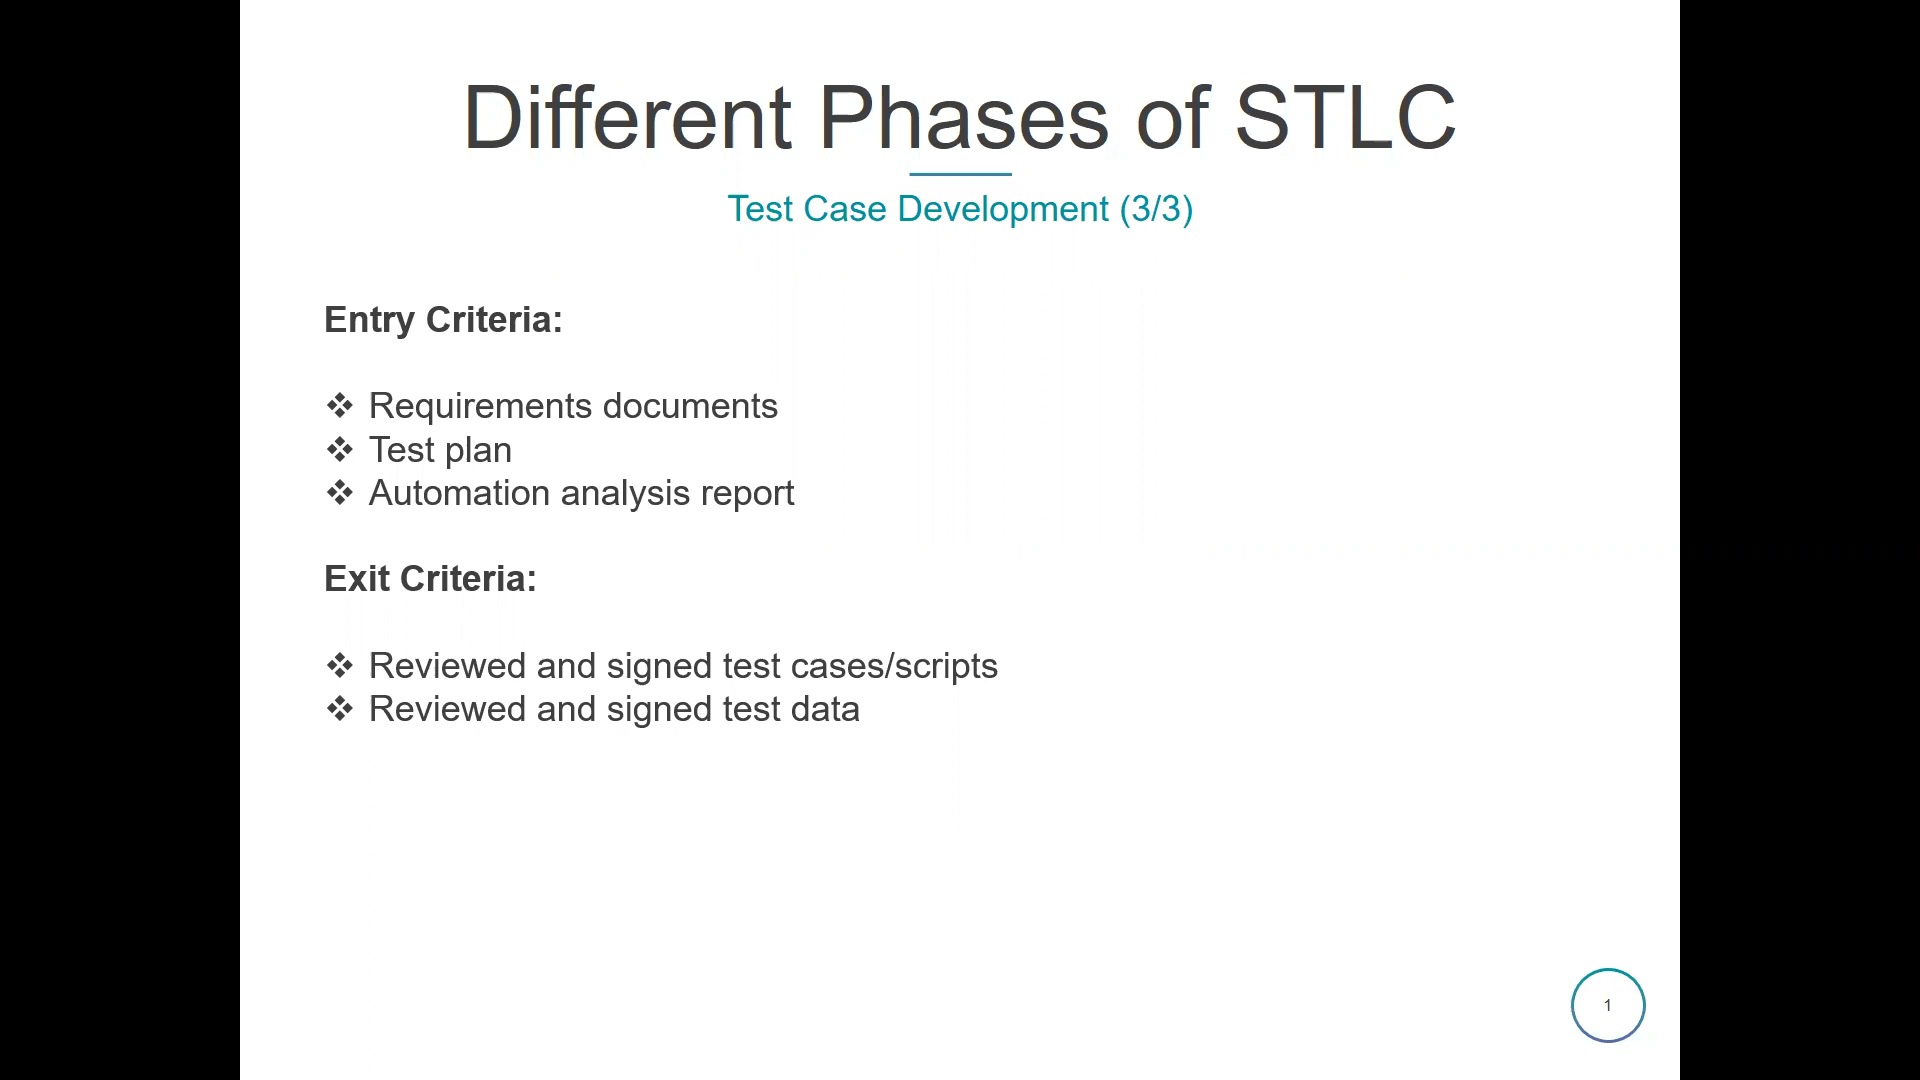 Different Phases of STLC
Test Case Development (3/3)
Entry Criteria:
❖ Requirements documents
❖ Test plan
❖ Automation analysis report
Exit Criteria:
❖ Reviewed and signed test cases/scripts
❖ Reviewed and signed test data
1